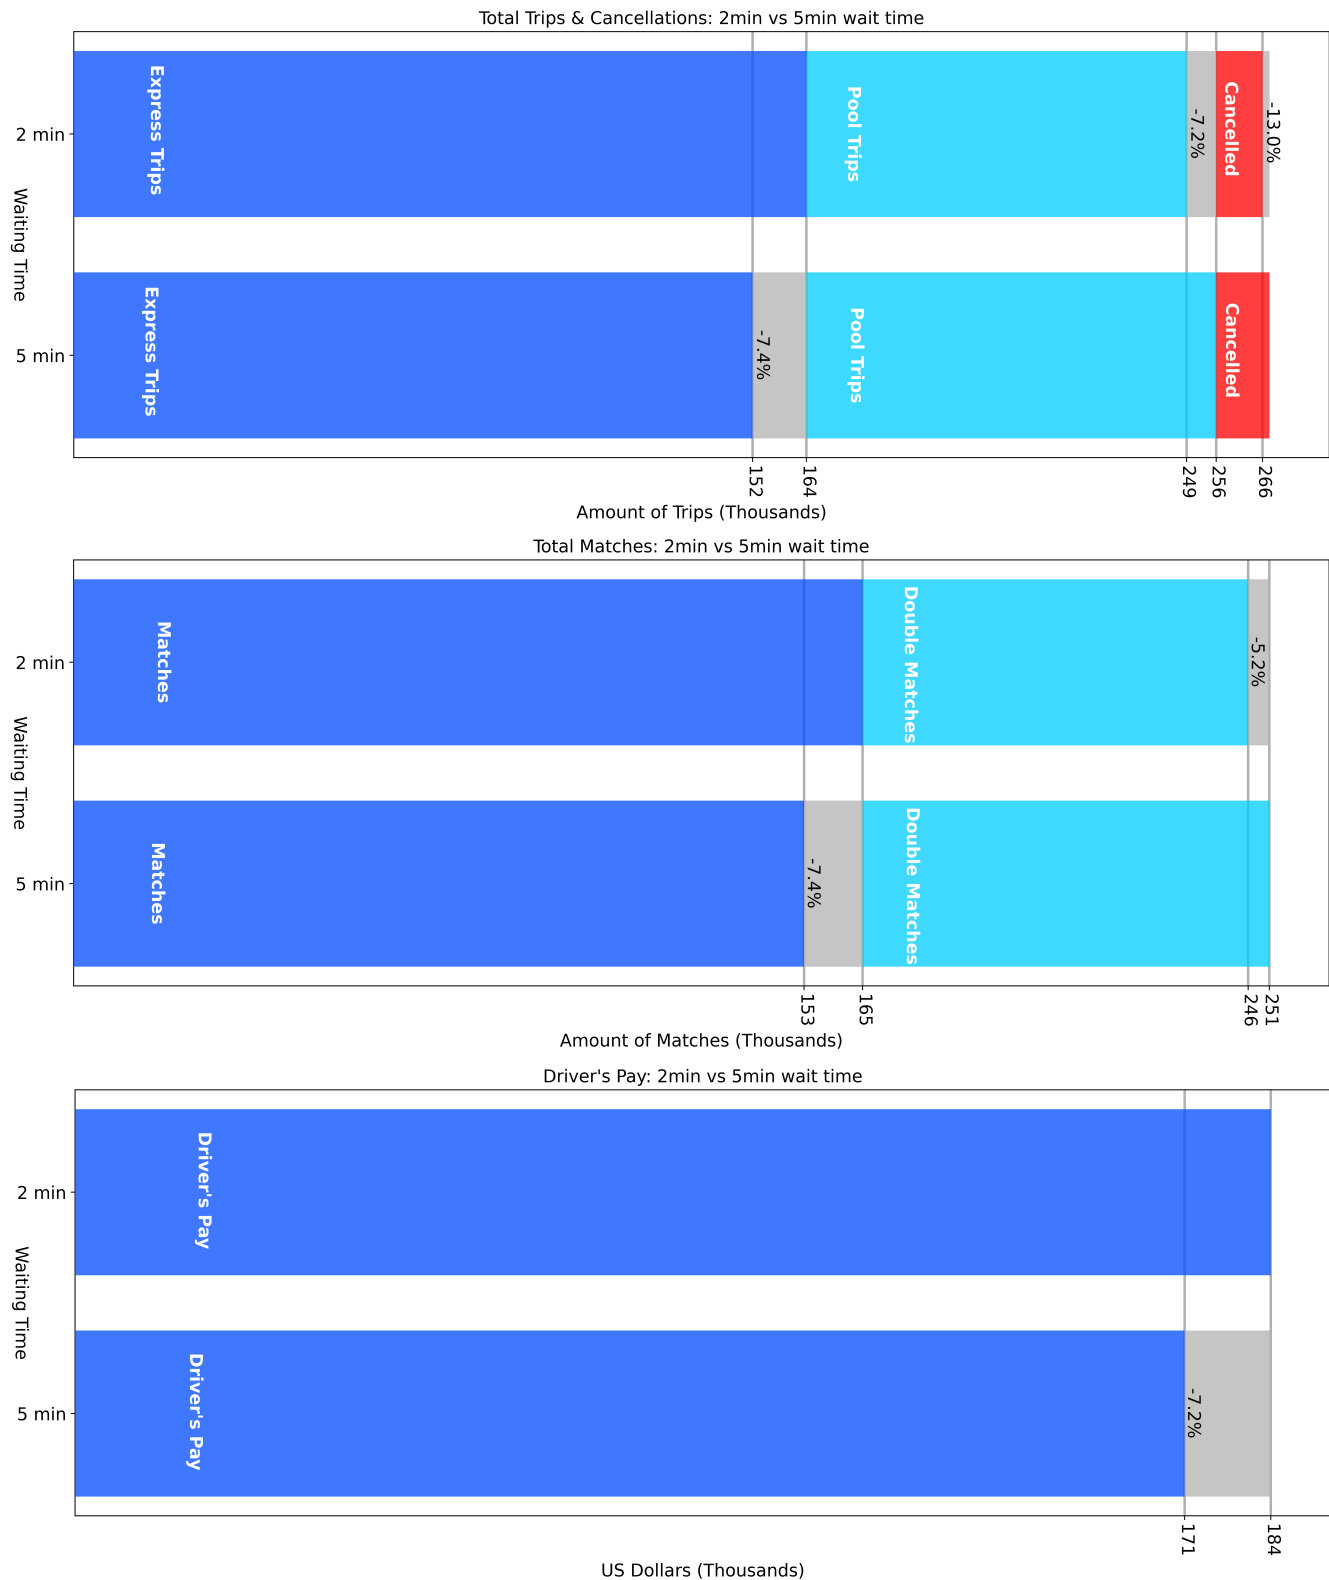 Total Trips & Cancellations: 2min vs 5min wait time
Waiting Time
2 min
Express Trips
Pool Trips
-7.2%
Cancelled
-13.0%
5 min
Express Trips
-7.4%
Pool Trips
Cancelled
152
164
249
256
266
Amount of Trips (Thousands)
Total Matches: 2min vs 5min wait time
Waiting Time
2 min
Matches
Double Matches
-5.2%
5 min
Matches
-7.4%
Double Matches
153
165
246
251
Amount of Matches (Thousands)
Driver's Pay: 2min vs 5min wait time
Waiting Time
2 min
Driver's Pay
5 min
Driver's Pay
-7.2%
171
184
US Dollars (Thousands)